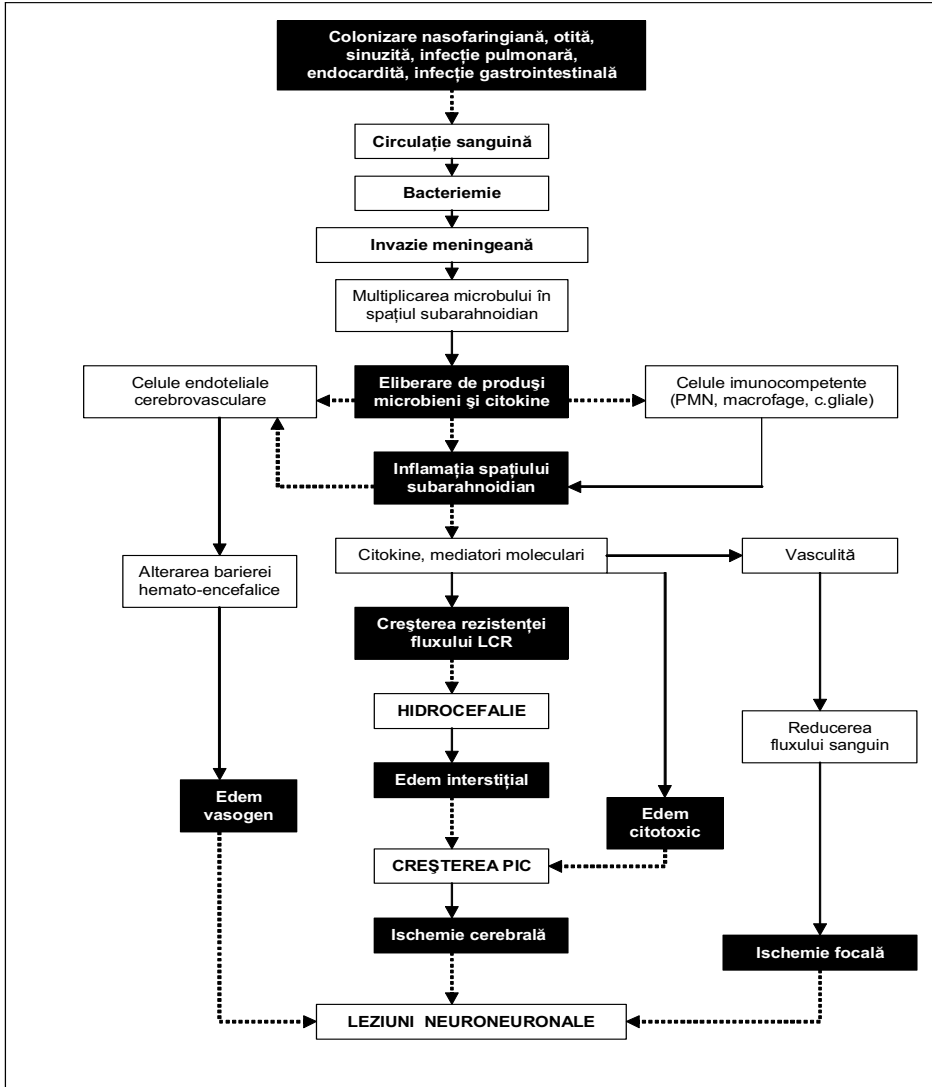 Colonizare nasofaringiană, otită,
sinuzită, infecție pulmonară,
endocardită, infecție gastrointestinală
Circulație sanguină
Bacteriemie
Invazie meningeană
Multiplicarea microbului în
spațiul subarahnoidian
Celule endoteliale
cerebrovasculare
Eliberare de produşi
microbieni şi citokine
Celule imunocompetente
(PMN, macrofage, c.gliale)
Inflamația spațiului
subarahnoidian
Citokine, mediatori moleculari
Vasculită
Alterarea barierei
hemato-encefalice
Creşterea rezistenței
fluxului LCR
HIDROCEFALIE
Reducerea
fluxului sanguin
Edem interstițial
Edem
vasogen
Edem
citotoxic
CREŞTEREA PIC
Ischemie cerebrală
Ischemie focală
LEZIUNI NEURONEURONALE